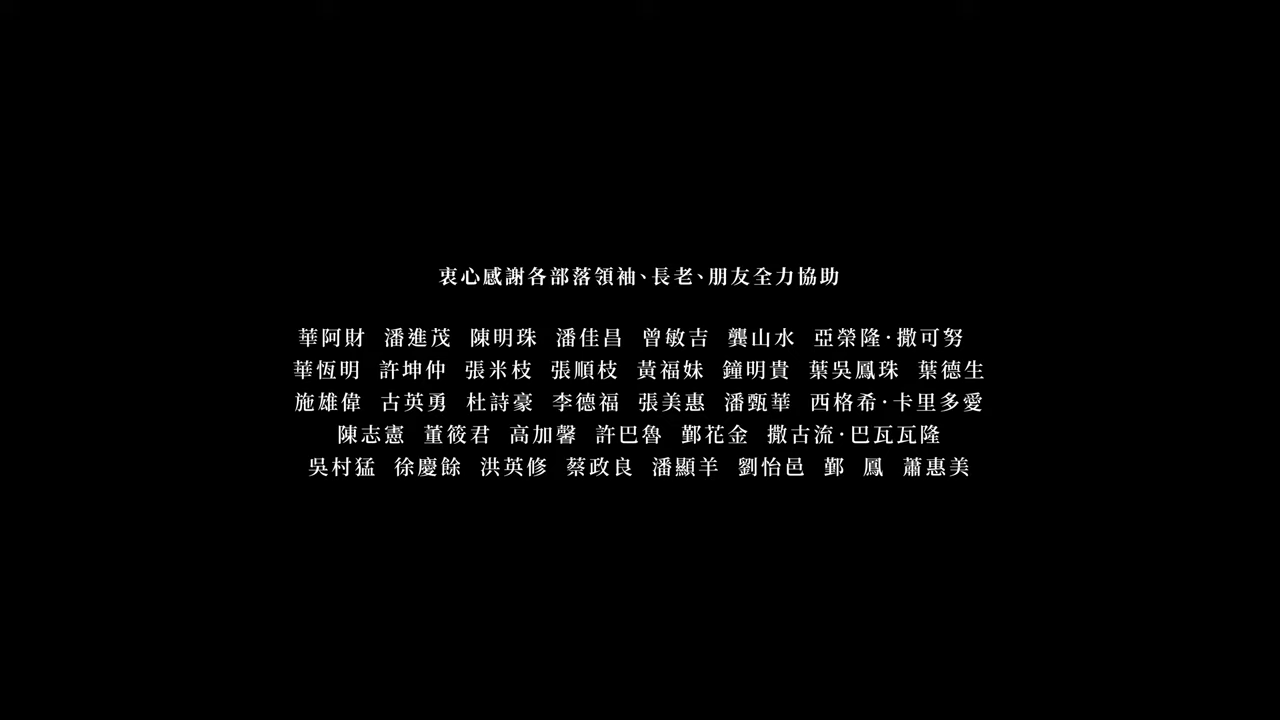 衷心感謝各部落領袖、長老、朋友全力協助
華阿財 潘進茂 陳明珠 潘佳昌 曾敏吉 龔山水 亞榮隆·撒可努
華恆明 許坤仲 張米枝 張順枝 黃福妹 鐘明貴 葉吳鳳珠 葉德生
施雄偉 古英勇 杜詩豪 李德福 張美惠 潘甄華 西格希·卡里多愛
陳志憲 董筱君 高加馨 許巴魯 鄞花金 撒古流·巴瓦瓦隆
吳村猛 徐慶餘 洪英修 蔡政良 潘顯羊 劉怡邑 鄞 鳳 蕭惠美